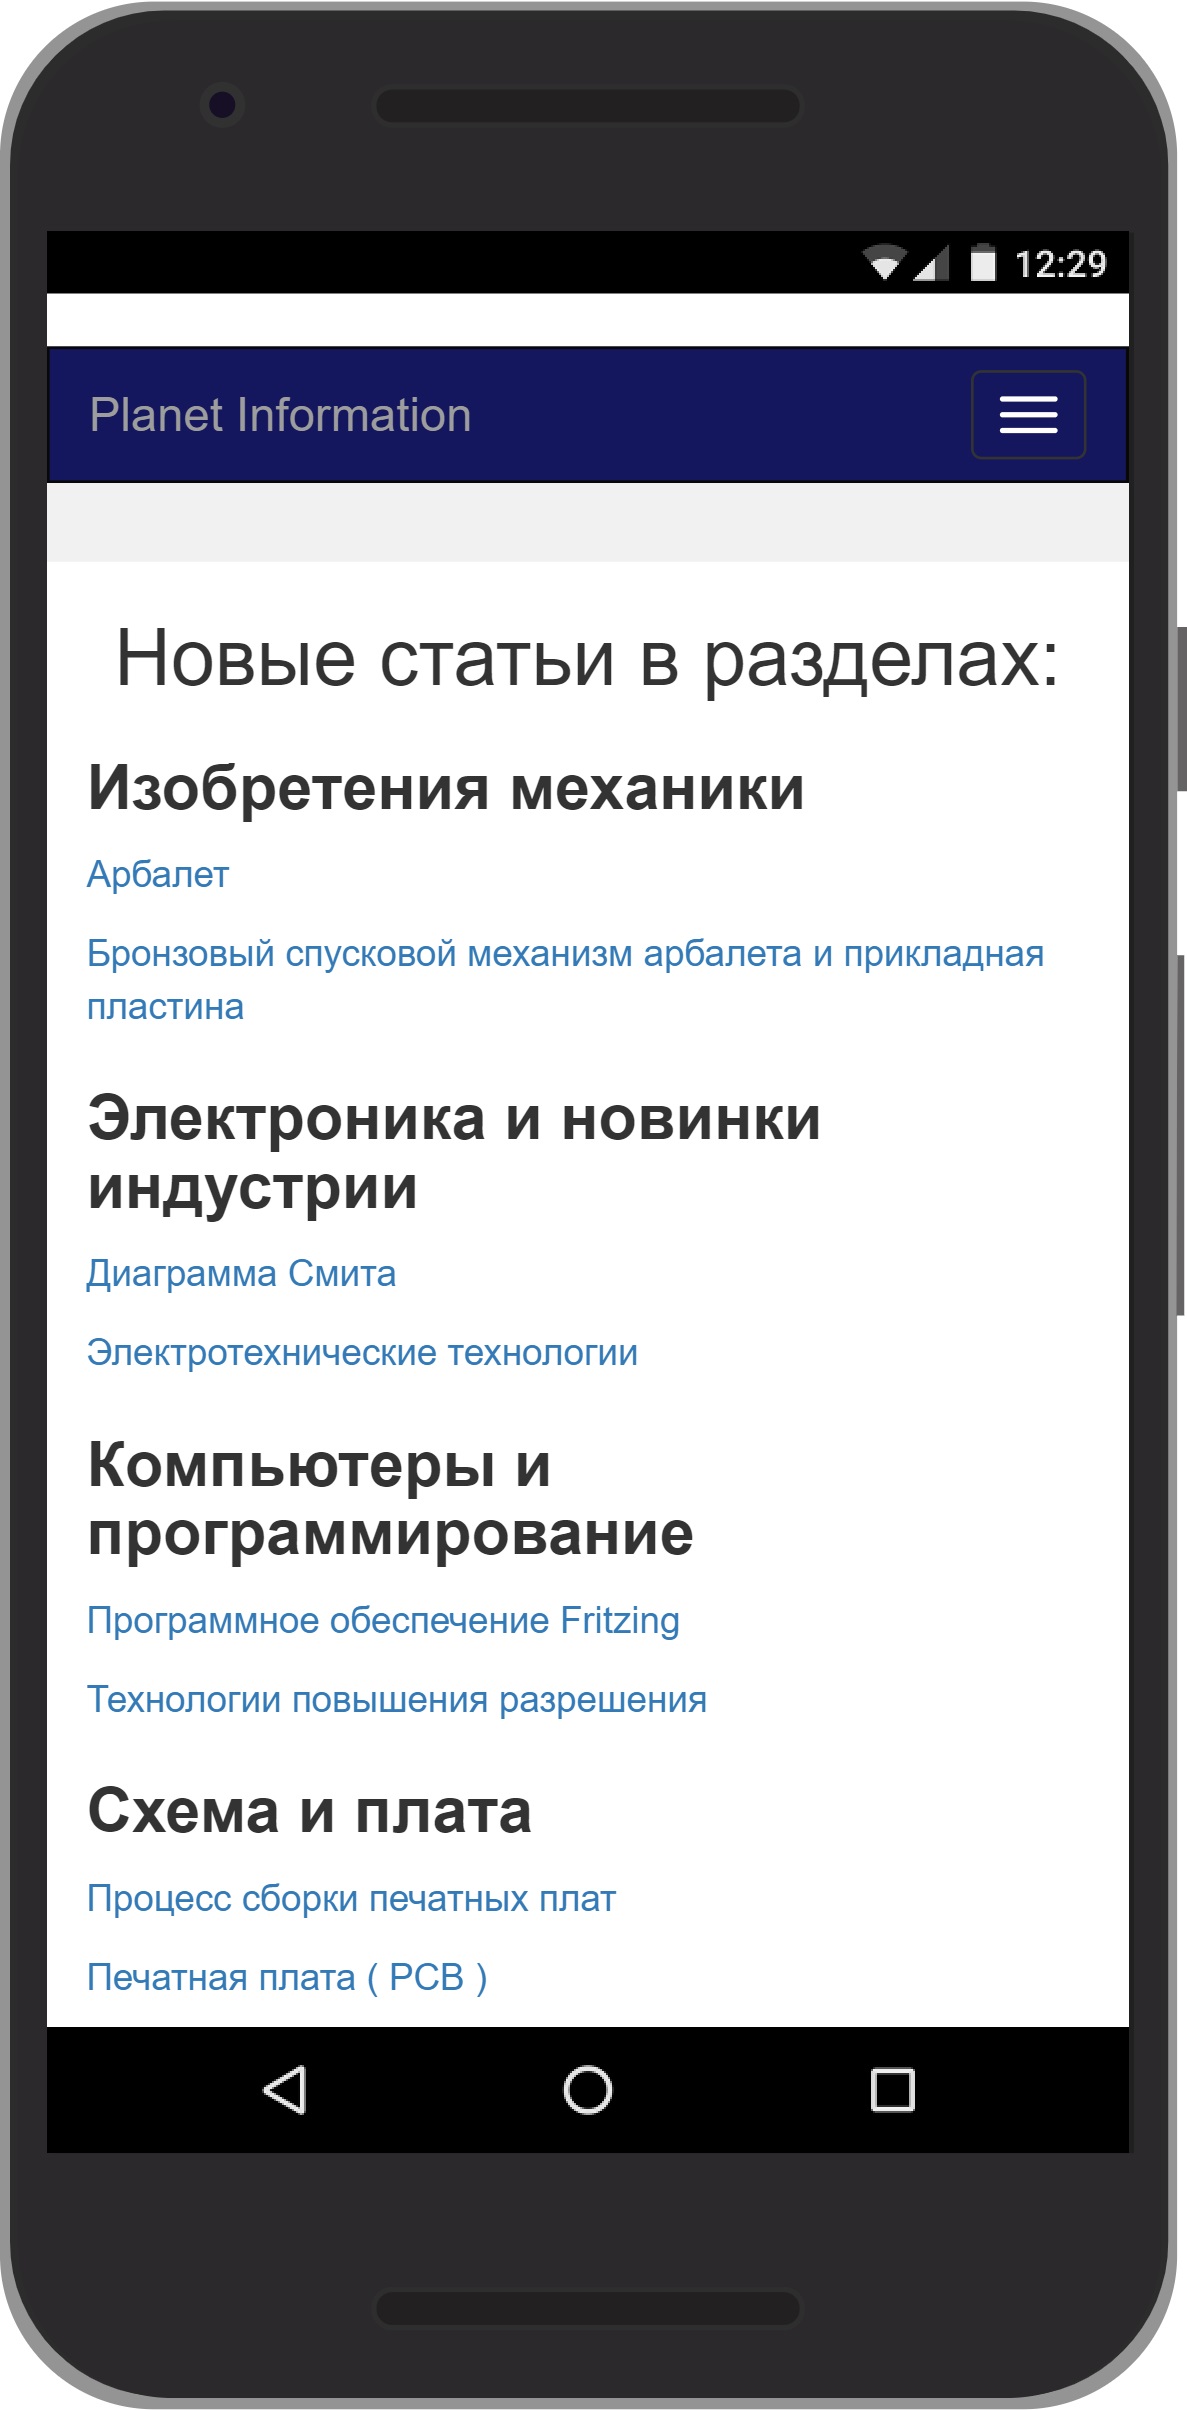 12:29
Planet Information
Новые статьи в разделах:
Изобретения механики
Арбалет
Бронзовый спусковой механизм арбалета и прикладная
пластина
Электроника и новинки
индустрии
Диаграмма Смита
Электротехнические технологии
Компьютеры и
программирование
Программное обеспечение Fritzing
Технологии повышения разрешения
Схема и плата
Процесс сборки печатных плат
Печатная плата ( PCB )